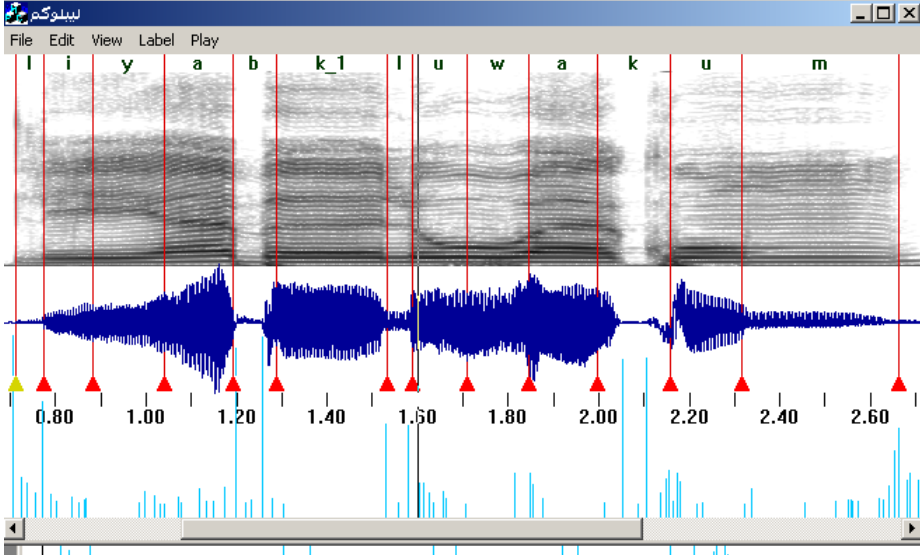 ليبلوكم
File Edit View Label Play
l i y a b k_1 l u w a k u m
0.80 1.00 1.20 1.40 1.60 1.80 2.00 2.20 2.40 2.60